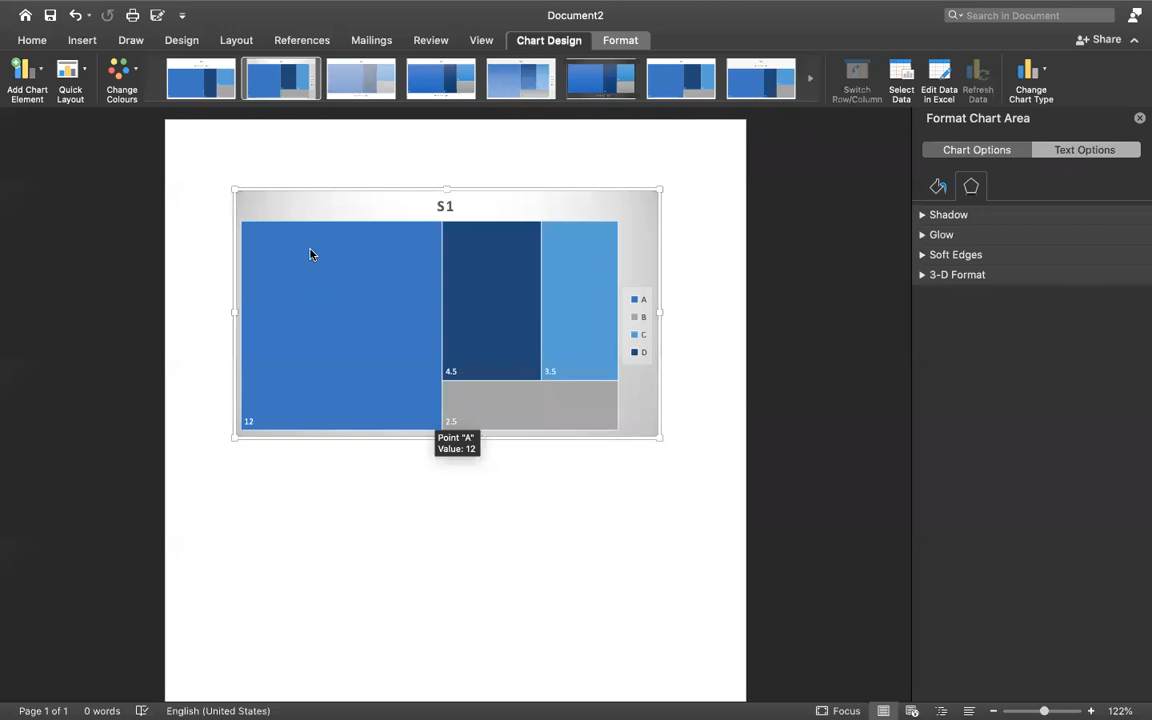 Document2
Search in Document
Home Insert Draw Design Layout References Mailings Review View Chart Design Format
Share
Add Chart Element
Quick Layout
Change Colours
Switch Row/Column
Select Data
Edit Data in Excel
Refresh Data
Change Chart Type
Format Chart Area
Chart Options Text Options
Shadow
Glow
Soft Edges
3-D Format
S1
A
B
C
D
4.5 3.5
12 2.5
Point "A"
Value: 12
Page 1 of 1 0 words English (United States) Focus 122%